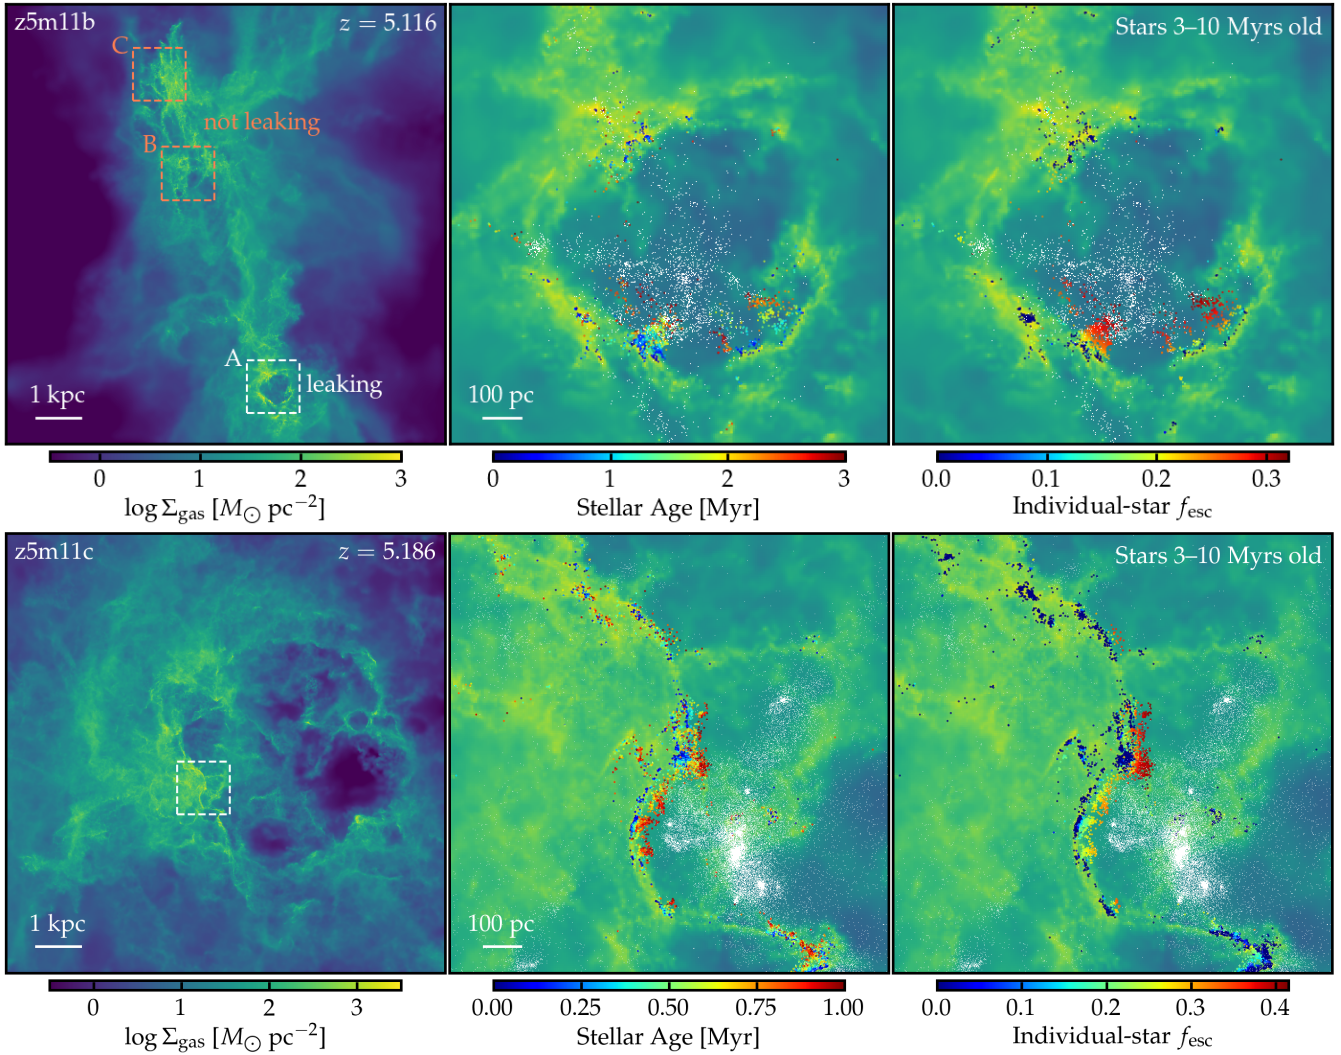 z5m11b
z = 5.116
C
not leaking
B
A
leaking
1 kpc
100 pc
Stars 3–10 Myrs old
0 1 2 3
log Σgas [M⊙ pc−2]
0 1 2 3
Stellar Age [Myr]
0.0 0.1 0.2 0.3
Individual-star fesc
z5m11c
z = 5.186
1 kpc
100 pc
Stars 3–10 Myrs old
0 1 2 3
log Σgas [M⊙ pc−2]
0.00 0.25 0.50 0.75 1.00
Stellar Age [Myr]
0.0 0.1 0.2 0.3 0.4
Individual-star fesc